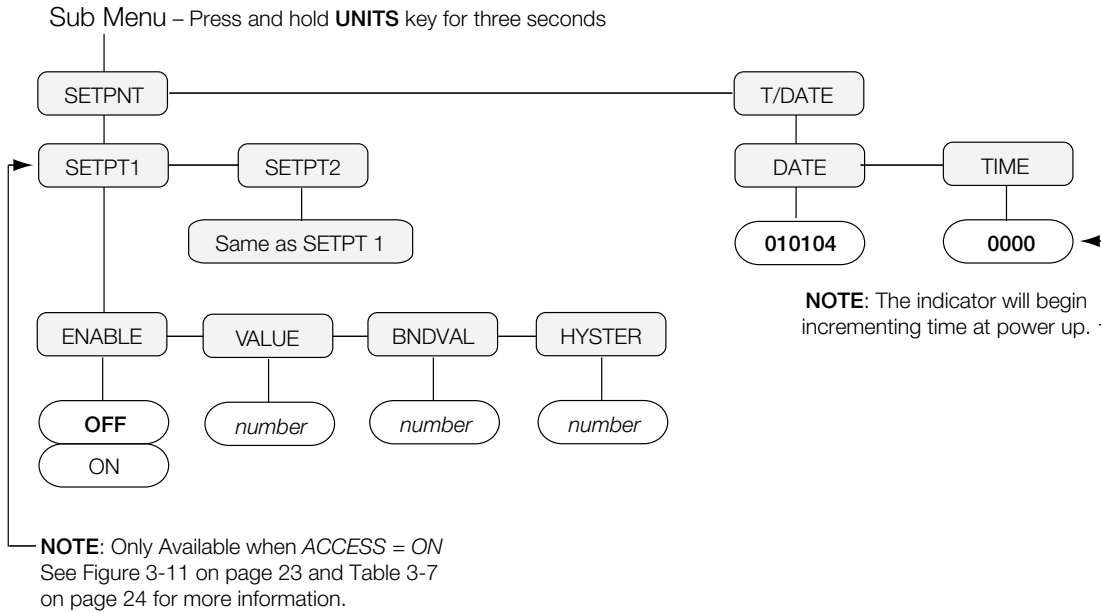 Sub Menu – Press and hold UNITS key for three seconds
SETPNT
T/DATE
SETPT1
SETPT2
DATE
TIME
Same as SETPT 1
010104
0000
NOTE: The indicator will begin
incrementing time at power up.
ENABLE
VALUE
BNDVAL
HYSTER
OFF
number
number
number
ON
NOTE: Only Available when ACCESS = ON
See Figure 3-11 on page 23 and Table 3-7
on page 24 for more information.